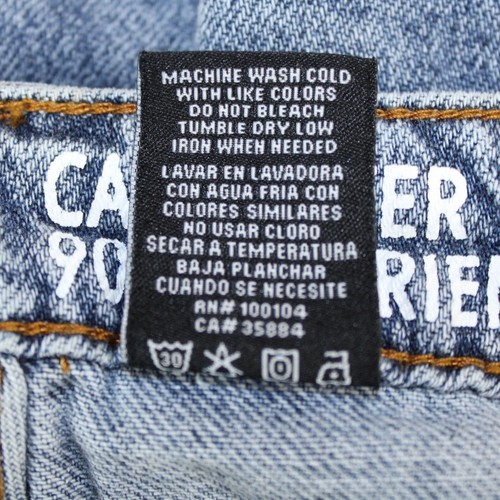 MACHINE WASH COLD
WITH LIKE COLORS
DO NOT BLEACH
TUMBLE DRY LOW
IRON WHEN NEEDED
LAVAR EN LAVADORA
CON AGUA FRIA CON
COLORES SIMILARES
NO USAR CLORO
SECAR A TEMPERATURA
BAJA PLANCHAR
CUANDO SE NECESITE
RN# 100104
CA# 35884
30